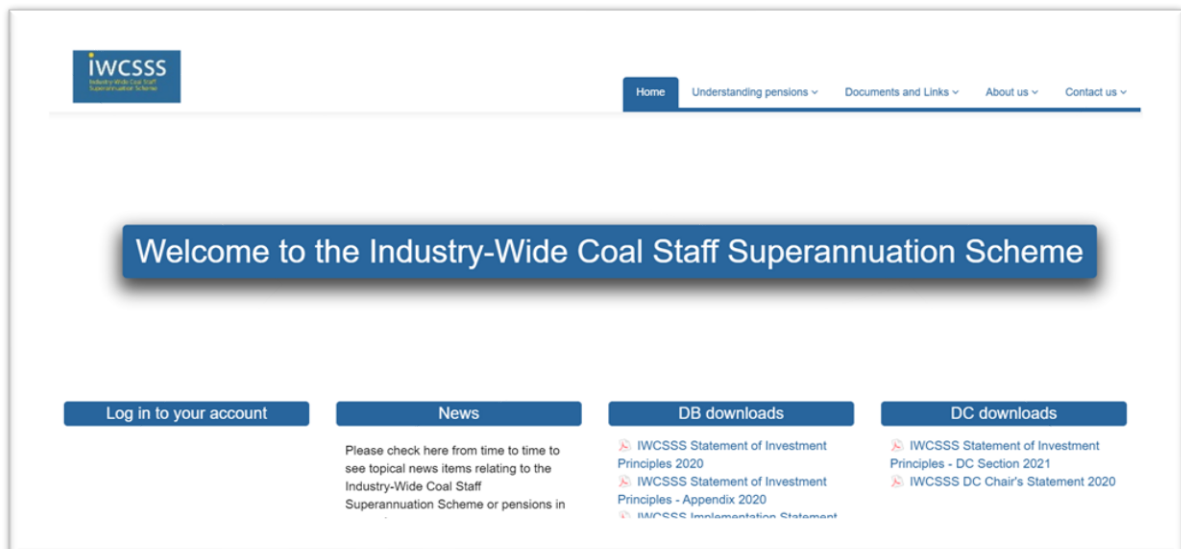 iwcsss
Industry-Wide Coal Staff
Superannuation Scheme
Home
Understanding pensions
Documents and Links
About us
Contact us
Welcome to the Industry-Wide Coal Staff Superannuation Scheme
Log in to your account
News
Please check here from time to time to
see topical news items relating to the
Industry-Wide Coal Staff
Superannuation Scheme or pensions in
DB downloads
IWCSSS Statement of Investment
Principles 2020
IWCSSS Statement of Investment
Principles - Appendix 2020
IWCSSS Implementation Statement
DC downloads
IWCSSS Statement of Investment
Principles - DC Section 2021
IWCSSS DC Chair's Statement 2020